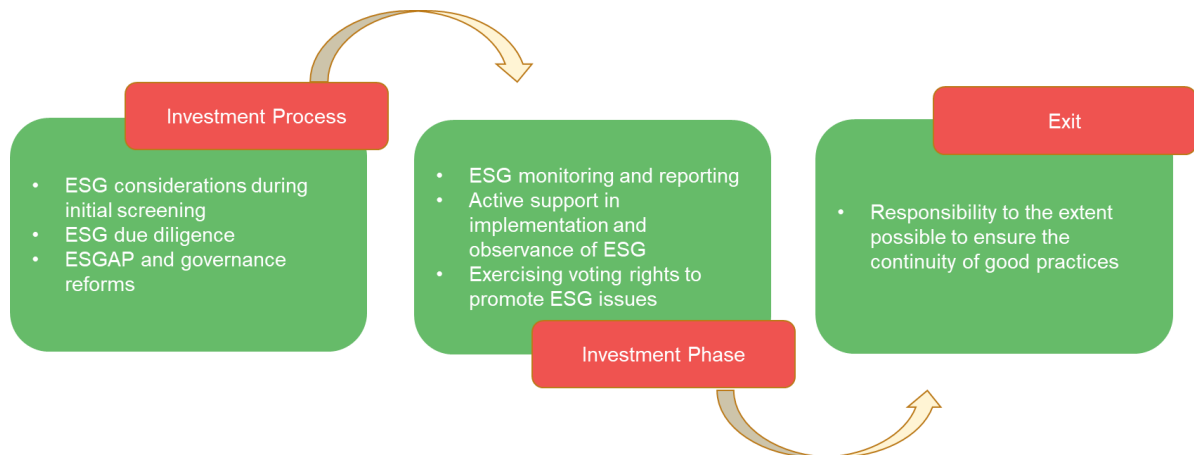 Investment Process
• ESG considerations during
initial screening
• ESG due diligence
• ESGAP and governance
reforms
• ESG monitoring and reporting
• Active support in
implementation and
observance of ESG
• Exercising voting rights to
promote ESG issues
Investment Phase
Exit
• Responsibility to the extent
possible to ensure the
continuity of good practices